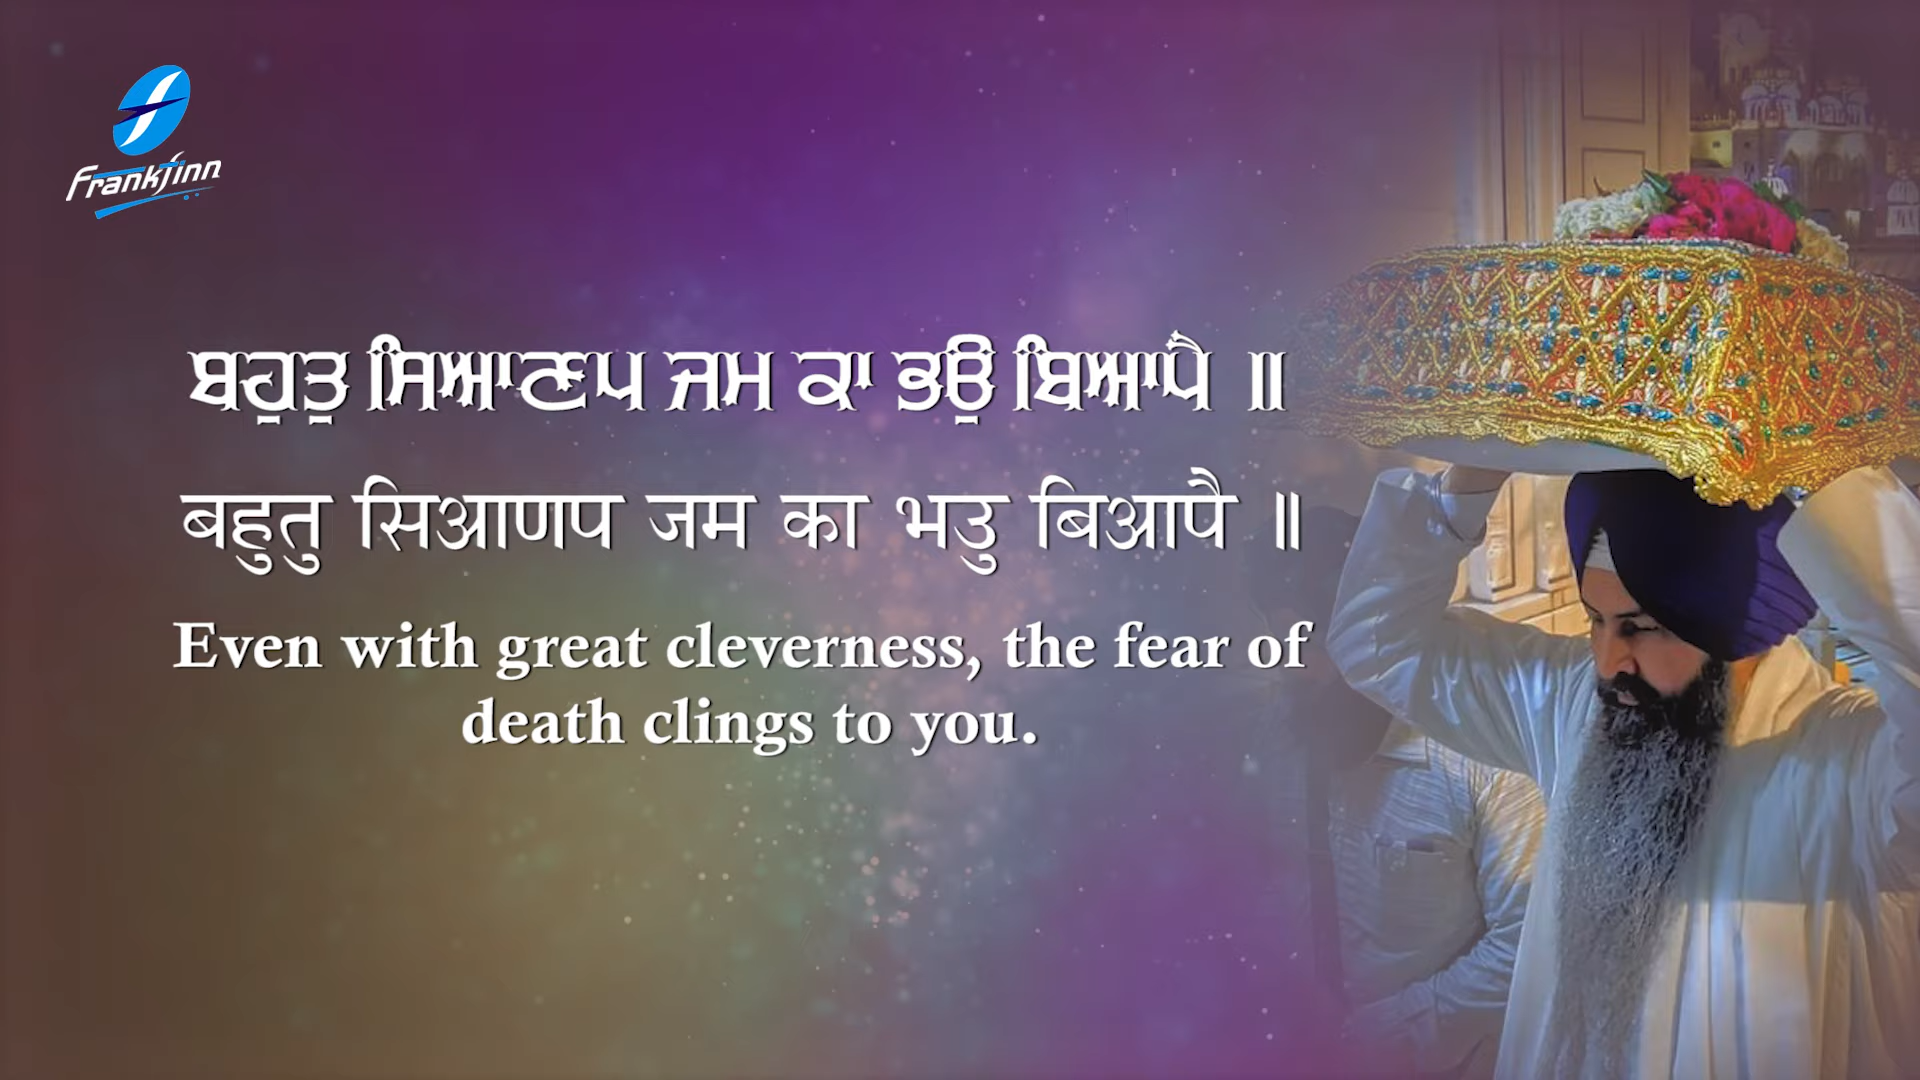 Frankfinn
ਬਹੁਤੁ ਸਿਆਣਪ ਜਮ ਕਾ ਭਉ ਬਿਆਪੈ ॥
बहुतु सिआणप जम का भउ बिआपै ॥
Even with great cleverness, the fear of
death clings to you.